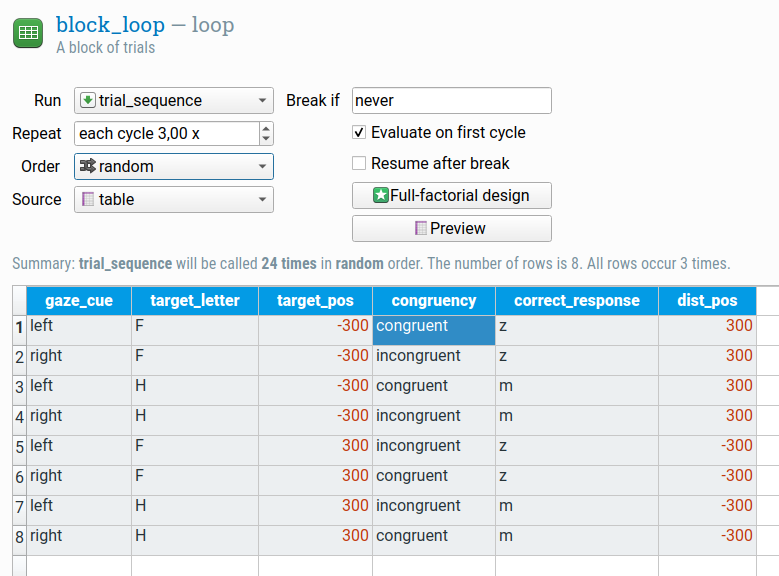 block_loop — loop
A block of trials
Run trial_sequence Break if never
Repeat each cycle 3,00 x Evaluate on first cycle
Order random Resume after break
Source table Full-factorial design
Preview
Summary: trial_sequence will be called 24 times in random order. The number of rows is 8. All rows occur 3 times.
gaze_cue target_letter target_pos congruency correct_response dist_pos
1 left F -300 congruent z 300
2 right F -300 incongruent z 300
3 left H -300 congruent m 300
4 right H -300 incongruent m 300
5 left F 300 incongruent z -300
6 right F 300 congruent z -300
7 left H 300 incongruent m -300
8 right H 300 congruent m -300